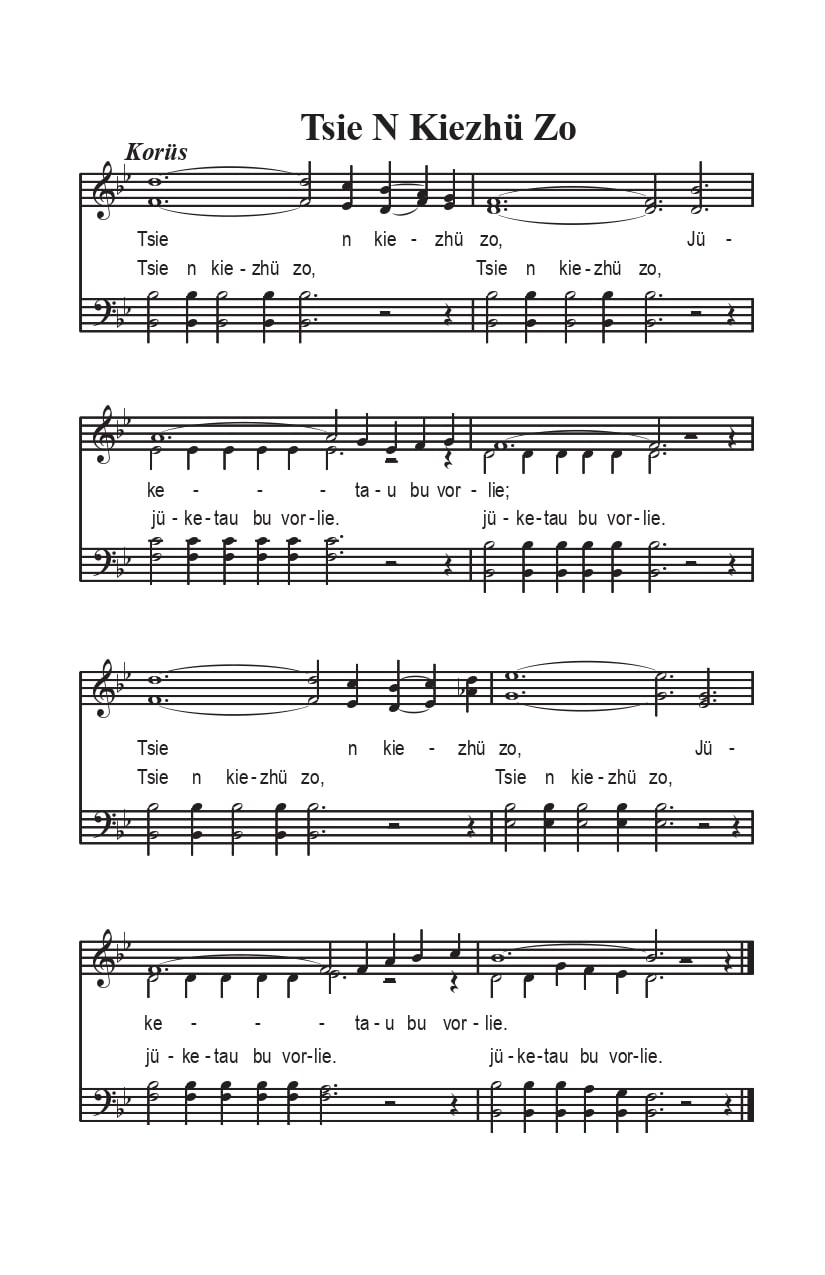 Tsie N Kiezhü Zo
Korüs
Tsie n kie - zhü zo, Jü -
Tsie n kie - zhü zo, Tsie n kie - zhü zo,
ke - - - ta - u bu vor - lie;
jü - ke - tau bu vor - lie. jü - ke - tau bu vor - lie.
Tsie n kie - zhü zo, Jü -
Tsie n kie - zhü zo, Tsie n kie - zhü zo,
ke - - - ta - u bu vor - lie.
jü - ke - tau bu vor - lie. jü - ke - tau bu vor - lie.